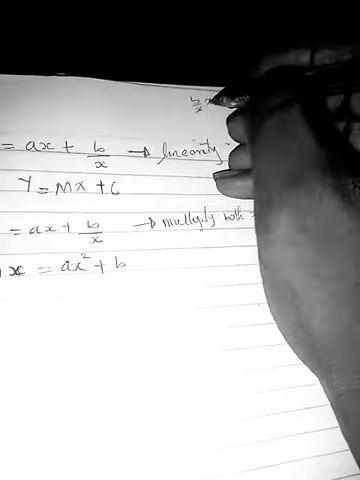 b/x
= ax + b/x → linearity
Y = MX + C
= ax + b/x → multiply both
x = ax² + b